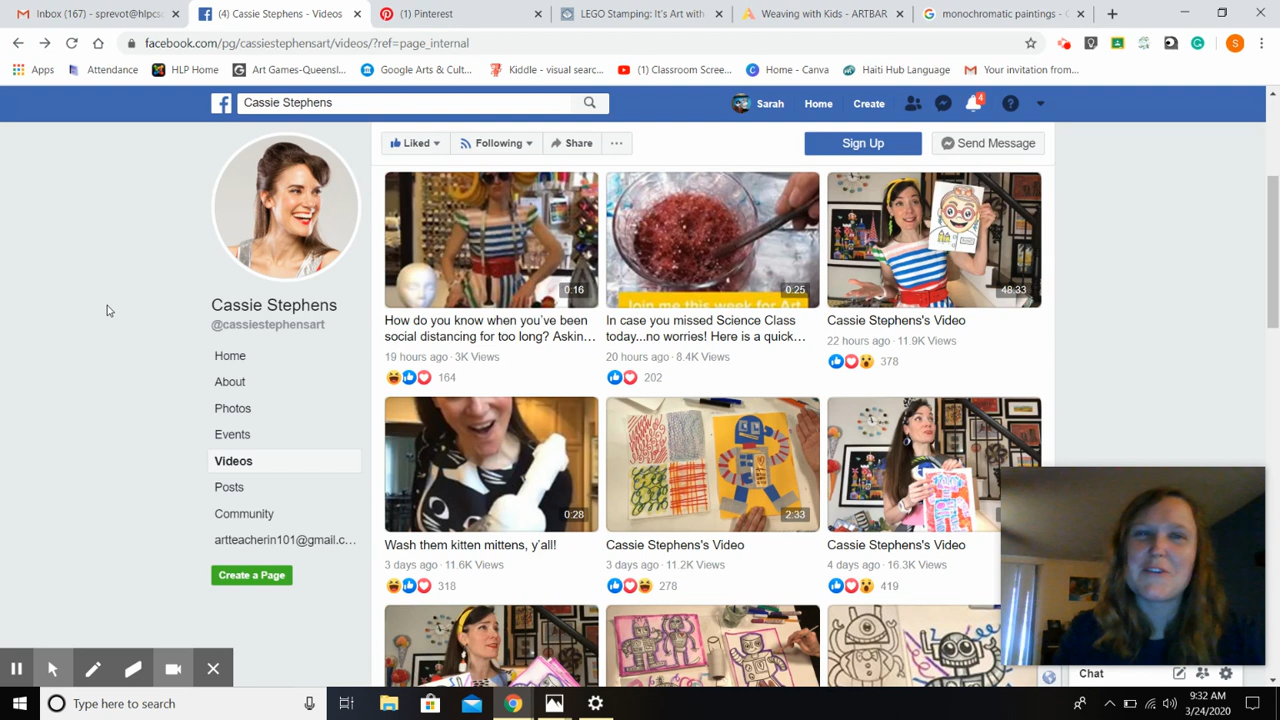 Inbox (167) - sprevot@hlpcs
(4) Cassie Stephens - Videos
(1) Pinterest
LEGO Stamping: It's Art with
Weaving with Kids - ARTBAR
monochromatic paintings - G
facebook.com/pg/cassiestephensart/videos/?ref=page_internal
S
Apps
Attendance
HLP Home
Art Games-Queensl...
Google Arts & Cult...
Kiddle - visual searc...
(1) Classroom Scree...
Home - Canva
Haiti Hub Language
Your invitation from...
Cassie Stephens
Sarah
Home
Create
4
Liked
Following
Share
Sign Up
Send Message
0:16
Join me this week for Art
0:25
48:33
Cassie Stephens
@cassiestephensart
How do you know when you've been
social distancing for too long? Askin...
19 hours ago · 3K Views
164
In case you missed Science Class
today...no worries! Here is a quick...
20 hours ago · 8.4K Views
202
Cassie Stephens's Video
22 hours ago · 11.9K Views
378
Home
About
Photos
Events
Videos
Posts
Community
artteacherin101@gmail.c...
Create a Page
0:28
2:33
Wash them kitten mittens, y'all!
3 days ago · 11.6K Views
318
Cassie Stephens's Video
3 days ago · 11.2K Views
278
Cassie Stephens's Video
4 days ago · 16.3K Views
419
Chat
Type here to search
9:32 AM
3/24/2020